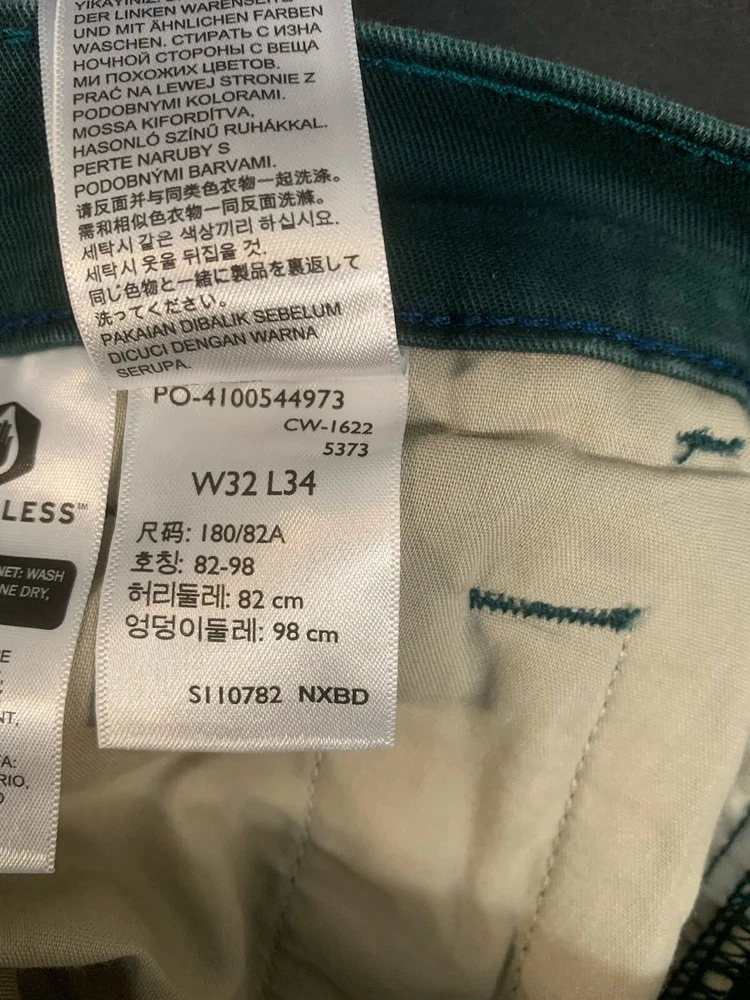 DER LINKEN WARENSEITE
UND MIT ÄHNLICHEN FARBEN
WASCHEN. СТИРАТЬ С ИЗНА
НОЧНОЙ СТОРОНЫ С ВЕЩА
МИ ПОХОЖИХ ЦВЕТОВ.
PRAĆ NA LEWEJ STRONIE Z
PODOBNYMI KOLORAMI.
MOSSA KIFORDÍTVA,
HASONLÓ SZÍNŰ RUHÁKKAL.
PERTE NARUBY S
PODOBNÝMI BARVAMI.
请反面并与同类色衣物一起洗涤。
需和相似色衣物一同反面洗滌。
세탁시 같은 색상끼리 하십시요.
세탁시 옷을 뒤집을 것.
同じ色物と一緒に製品を裏返して
洗ってください。
PAKAIAN DIBALIK SEBELUM
DICUCI DENGAN WARNA
SERUPA.
PO-4100544973
CW-1622
5373
W32 L34
尺码: 180/82A
호칭: 82-98
허리둘레: 82 cm
엉덩이둘레: 98 cm
S110782 NXBD
LESS™
NET: WASH
NE DRY,